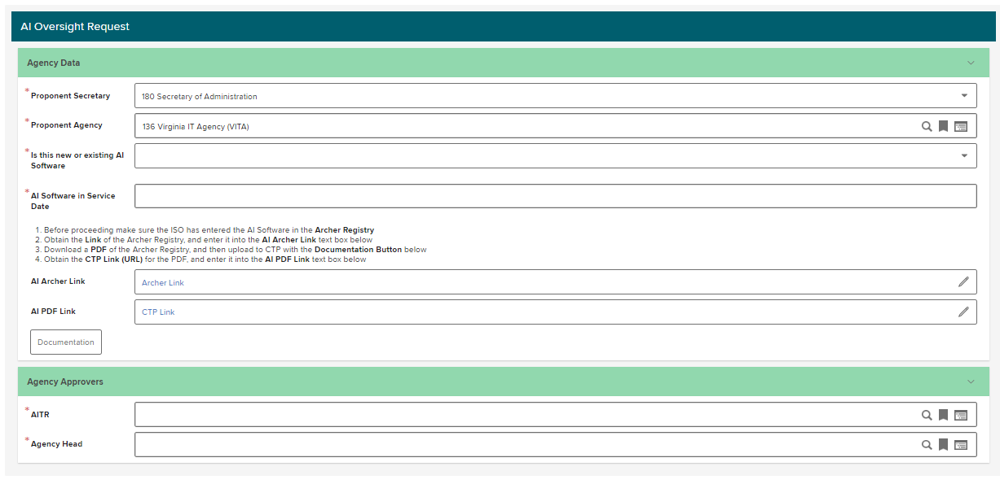 AI Oversight Request
Agency Data
* Proponent Secretary
180 Secretary of Administration
* Proponent Agency
136 Virginia IT Agency (VITA)
* Is this new or existing AI
Software
* AI Software in Service
Date
1. Before proceeding make sure the ISO has entered the AI Software in the Archer Registry
2. Obtain the Link of the Archer Registry, and enter it into the AI Archer Link text box below
3. Download a PDF of the Archer Registry, and then upload to CTP with the Documentation Button below
4. Obtain the CTP Link (URL) for the PDF, and enter it into the AI PDF Link text box below
AI Archer Link
Archer Link
AI PDF Link
CTP Link
Documentation
Agency Approvers
* AITR
* Agency Head